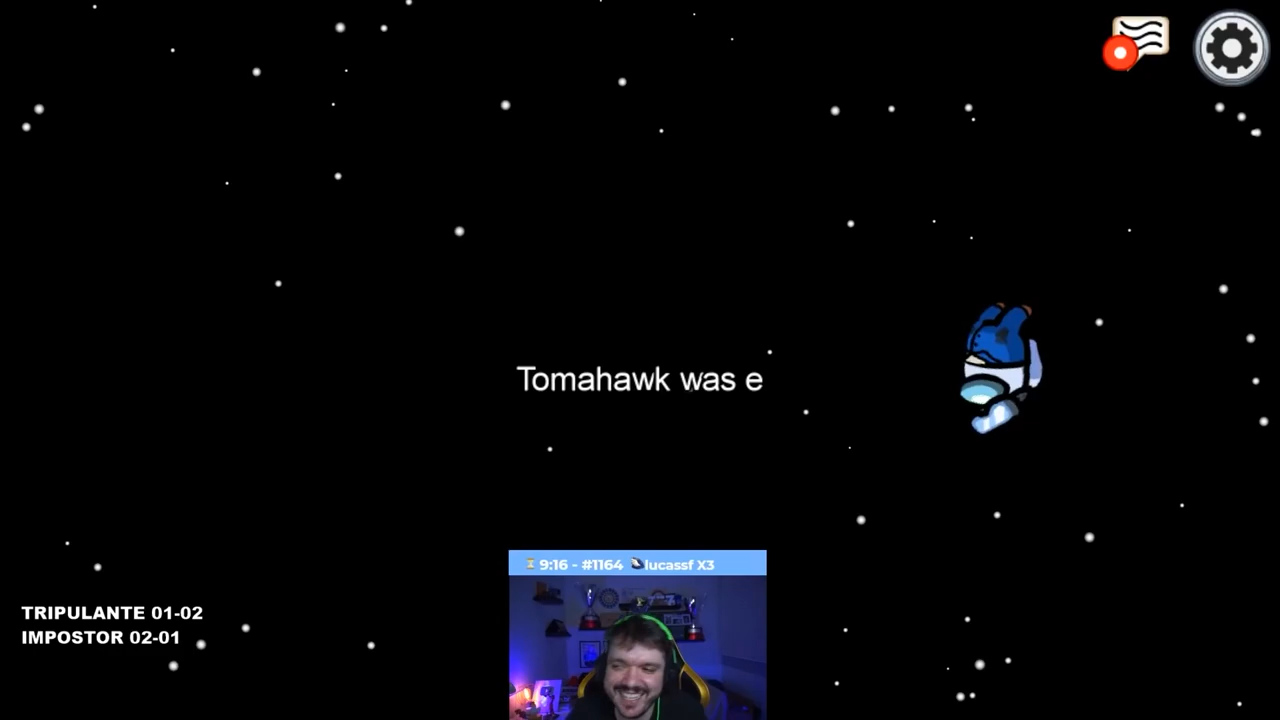 Tomahawk was e
9:16 - #1164 lucassf X3
TRIPULANTE 01-02
IMPOSTOR 02-01